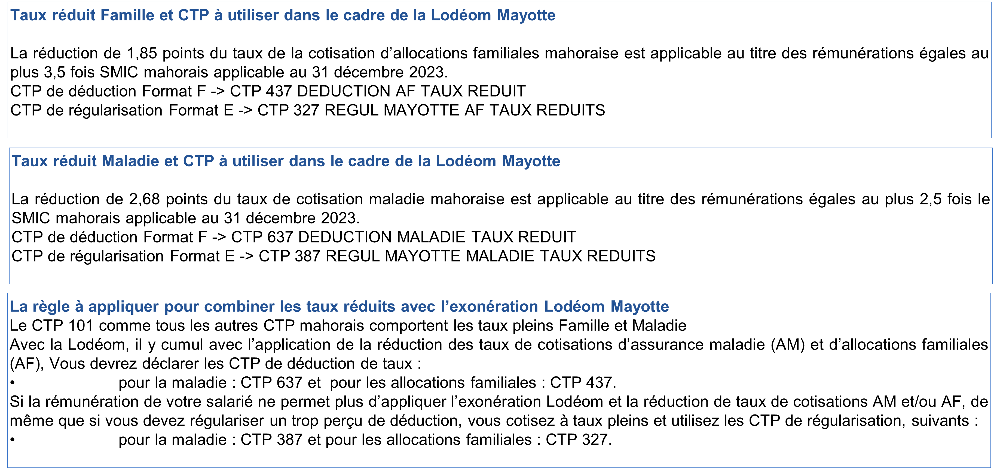 Taux réduit Famille et CTP à utiliser dans le cadre de la Lodéom Mayotte
La réduction de 1,85 points du taux de la cotisation d’allocations familiales mahoraise est applicable au titre des rémunérations égales au
plus 3,5 fois SMIC mahorais applicable au 31 décembre 2023.
CTP de déduction Format F -> CTP 437 DEDUCTION AF TAUX REDUIT
CTP de régularisation Format E -> CTP 327 REGUL MAYOTTE AF TAUX REDUITS
Taux réduit Maladie et CTP à utiliser dans le cadre de la Lodéom Mayotte
La réduction de 2,68 points du taux de cotisation maladie mahoraise est applicable au titre des rémunérations égales au plus 2,5 fois le
SMIC mahorais applicable au 31 décembre 2023.
CTP de déduction Format F -> CTP 637 DEDUCTION MALADIE TAUX REDUIT
CTP de régularisation Format E -> CTP 387 REGUL MAYOTTE MALADIE TAUX REDUITS
La règle à appliquer pour combiner les taux réduits avec l’exonération Lodéom Mayotte
Le CTP 101 comme tous les autres CTP mahorais comportent les taux pleins Famille et Maladie
Avec la Lodéom, il y cumul avec l’application de la réduction des taux de cotisations d’assurance maladie (AM) et d’allocations familiales
(AF), Vous devrez déclarer les CTP de déduction de taux :
• pour la maladie : CTP 637 et pour les allocations familiales : CTP 437.
Si la rémunération de votre salarié ne permet plus d’appliquer l’exonération Lodéom et la réduction de taux de cotisations AM et/ou AF, de
même que si vous devez régulariser un trop perçu de déduction, vous cotisez à taux pleins et utilisez les CTP de régularisation, suivants :
• pour la maladie : CTP 387 et pour les allocations familiales : CTP 327.